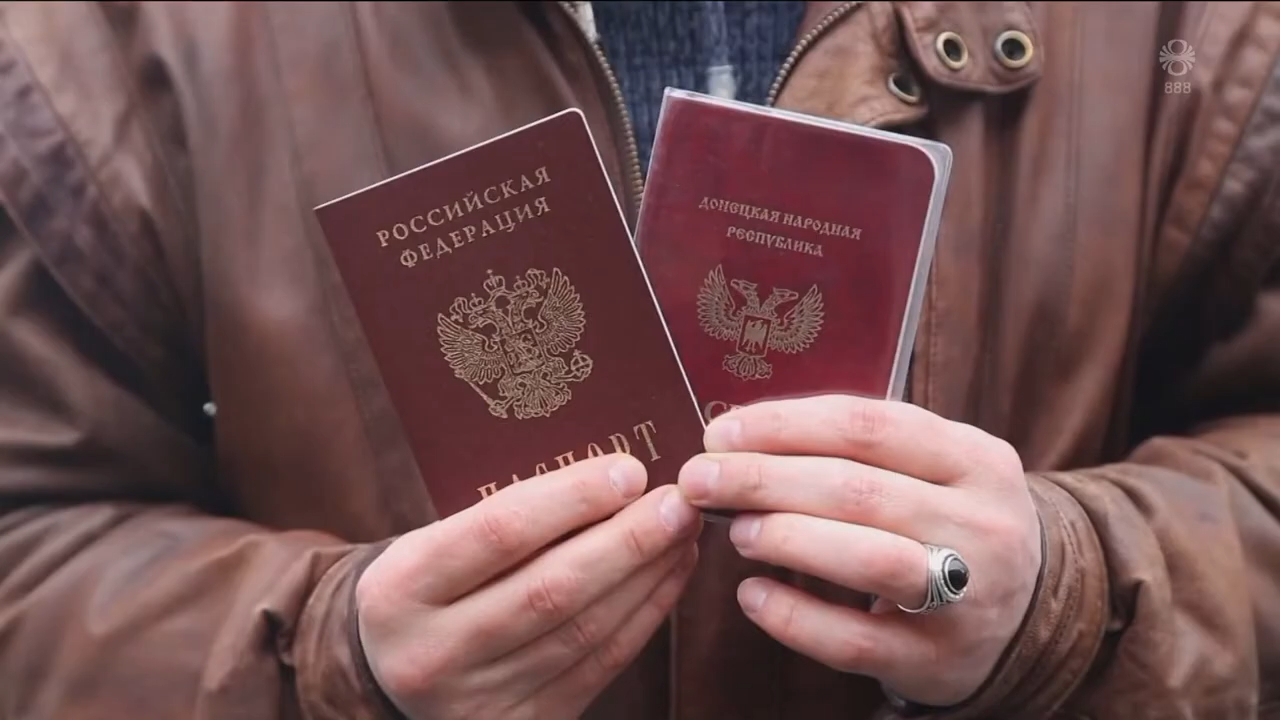 РОССИЙСКАЯ
ФЕДЕРАЦИЯ
ПАСПОРТ
ДОНЕЦКАЯ НАРОДНАЯ
РЕСПУБЛИКА
888